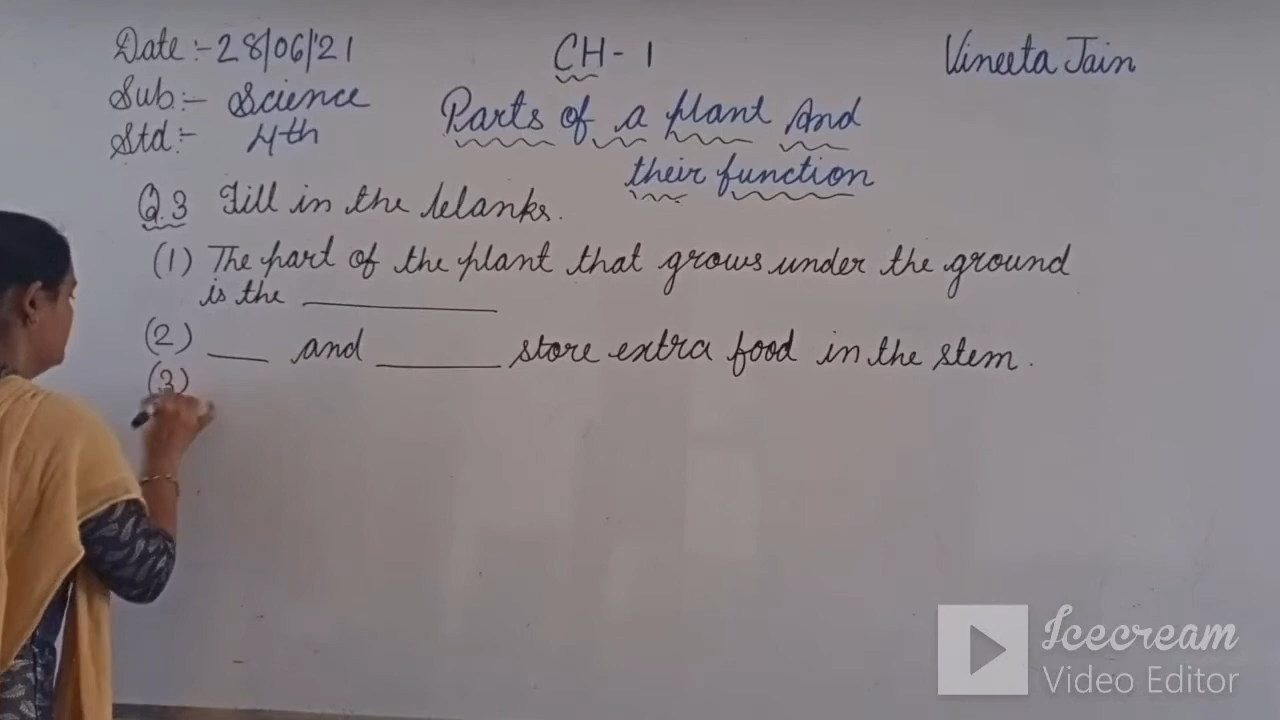 Date:- 28/06/'21
CH- 1
Vineeta Jain
Sub:- Science
Std:- 4th
Parts of a plant And
their function
Q.3 Fill in the blanks.
(1) The part of the plant that grows under the ground
is the ________
(2) ___ and ______ store extra food in the stem.
(3)
Icecream
Video Editor